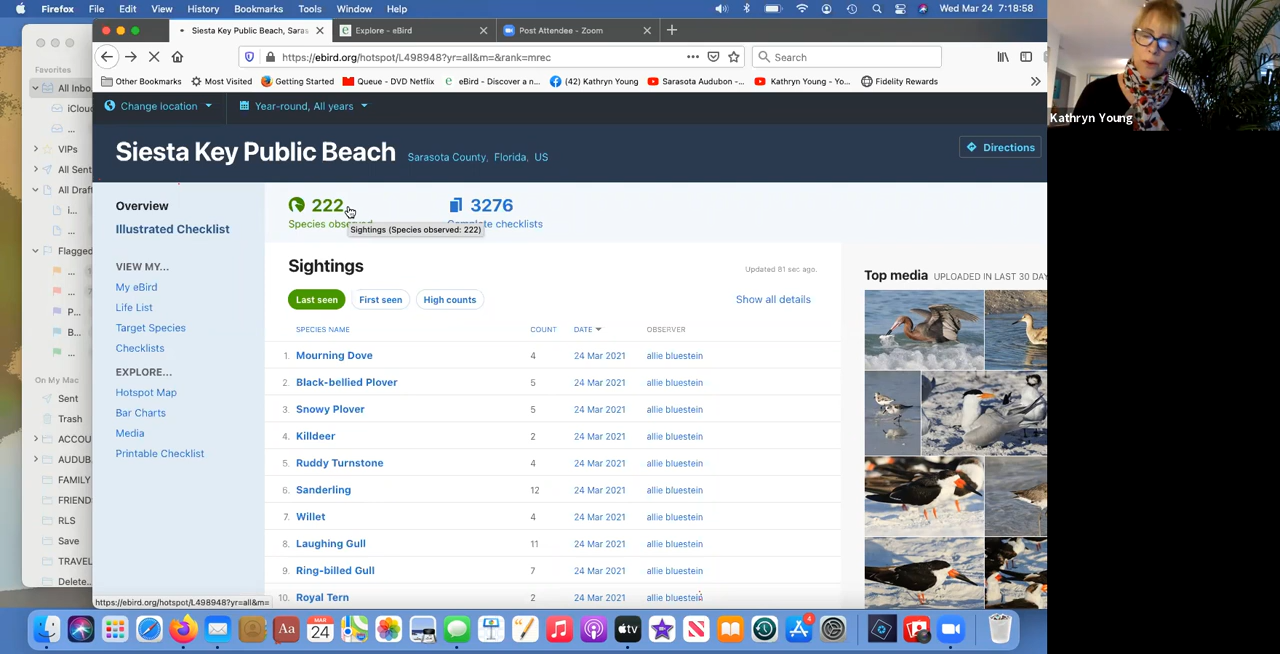 Firefox File Edit View History Bookmarks Tools Window Help Wed Mar 24 7:18:58
Siesta Key Public Beach, Saras Explore - eBird Post Attendee - Zoom
https://ebird.org/hotspot/L498948?yr=all&m=&rank=mrec Search
Other Bookmarks Most Visited Getting Started Queue - DVD Netflix eBird - Discover a n... (42) Kathryn Young Sarasota Audubon -... Kathryn Young - Yo... Fidelity Rewards
Kathryn Young
Favorites
All Inbo
iCloud
...
VIPs
All Sent
All Draft
i...
...
Flagged
...
...
P...
B...
...
On My Mac
Sent
Trash
ACCOU
AUDUB
FAMILY
FRIEND
RLS
Save
TRAVEL
Delete..
Change location Year-round, All years
Siesta Key Public Beach Sarasota County, Florida, US Directions
Overview
Illustrated Checklist
VIEW MY...
My eBird
Life List
Target Species
Checklists
EXPLORE...
Hotspot Map
Bar Charts
Media
Printable Checklist
222 3276
Species observed Complete checklists
Sightings (Species observed: 222)
Sightings Updated 81 sec ago.
Last seen First seen High counts Show all details
SPECIES NAME COUNT DATE OBSERVER
1. Mourning Dove 4 24 Mar 2021 allie bluestein
2. Black-bellied Plover 5 24 Mar 2021 allie bluestein
3. Snowy Plover 5 24 Mar 2021 allie bluestein
4. Killdeer 2 24 Mar 2021 allie bluestein
5. Ruddy Turnstone 4 24 Mar 2021 allie bluestein
6. Sanderling 12 24 Mar 2021 allie bluestein
7. Willet 4 24 Mar 2021 allie bluestein
8. Laughing Gull 11 24 Mar 2021 allie bluestein
9. Ring-billed Gull 7 24 Mar 2021 allie bluestein
10. Royal Tern 2 24 Mar 2021 allie bluestein
Top media UPLOADED IN LAST 30 DAY
https://ebird.org/hotspot/L498948?yr=all&m=
Aa
MAR
24
tv
4